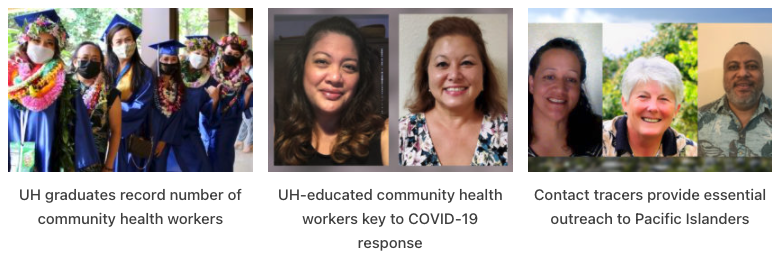 UH graduates record number of
community health workers
UH-educated community health
workers key to COVID-19
response
Contact tracers provide essential
outreach to Pacific Islanders